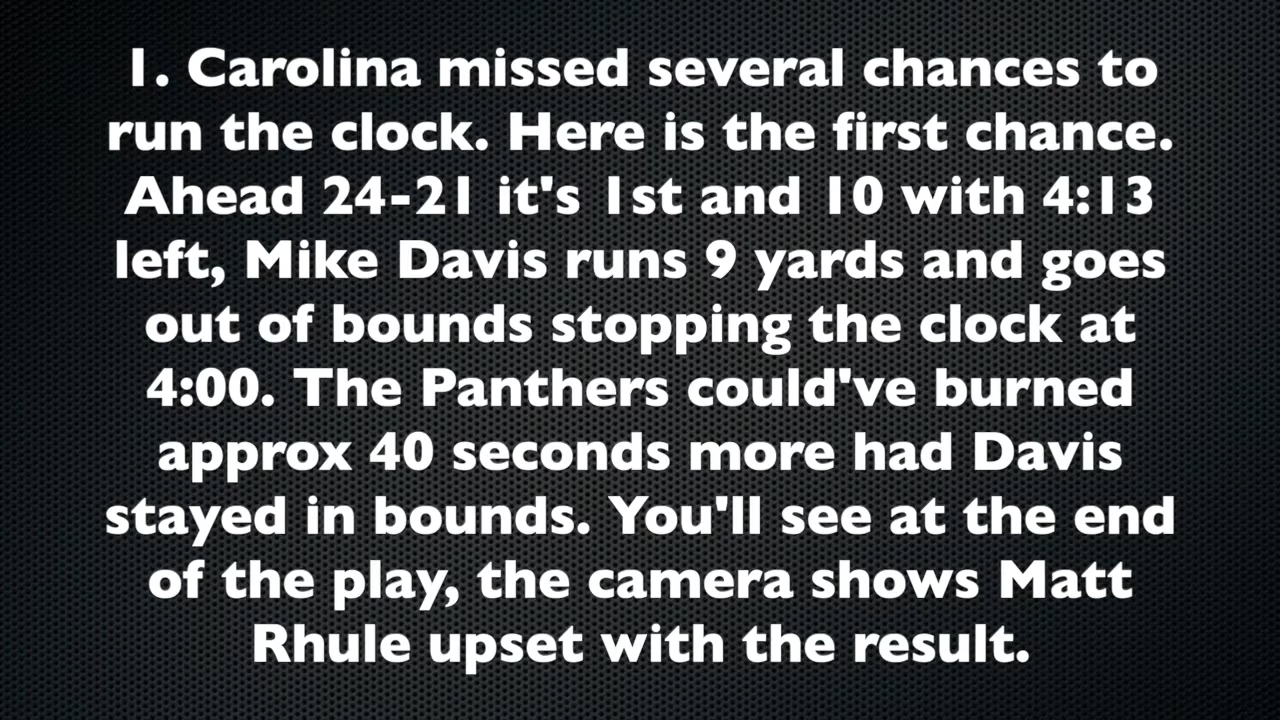 1. Carolina missed several chances to
run the clock. Here is the first chance.
Ahead 24-21 it's 1st and 10 with 4:13
left, Mike Davis runs 9 yards and goes
out of bounds stopping the clock at
4:00. The Panthers could've burned
approx 40 seconds more had Davis
stayed in bounds. You'll see at the end
of the play, the camera shows Matt
Rhule upset with the result.